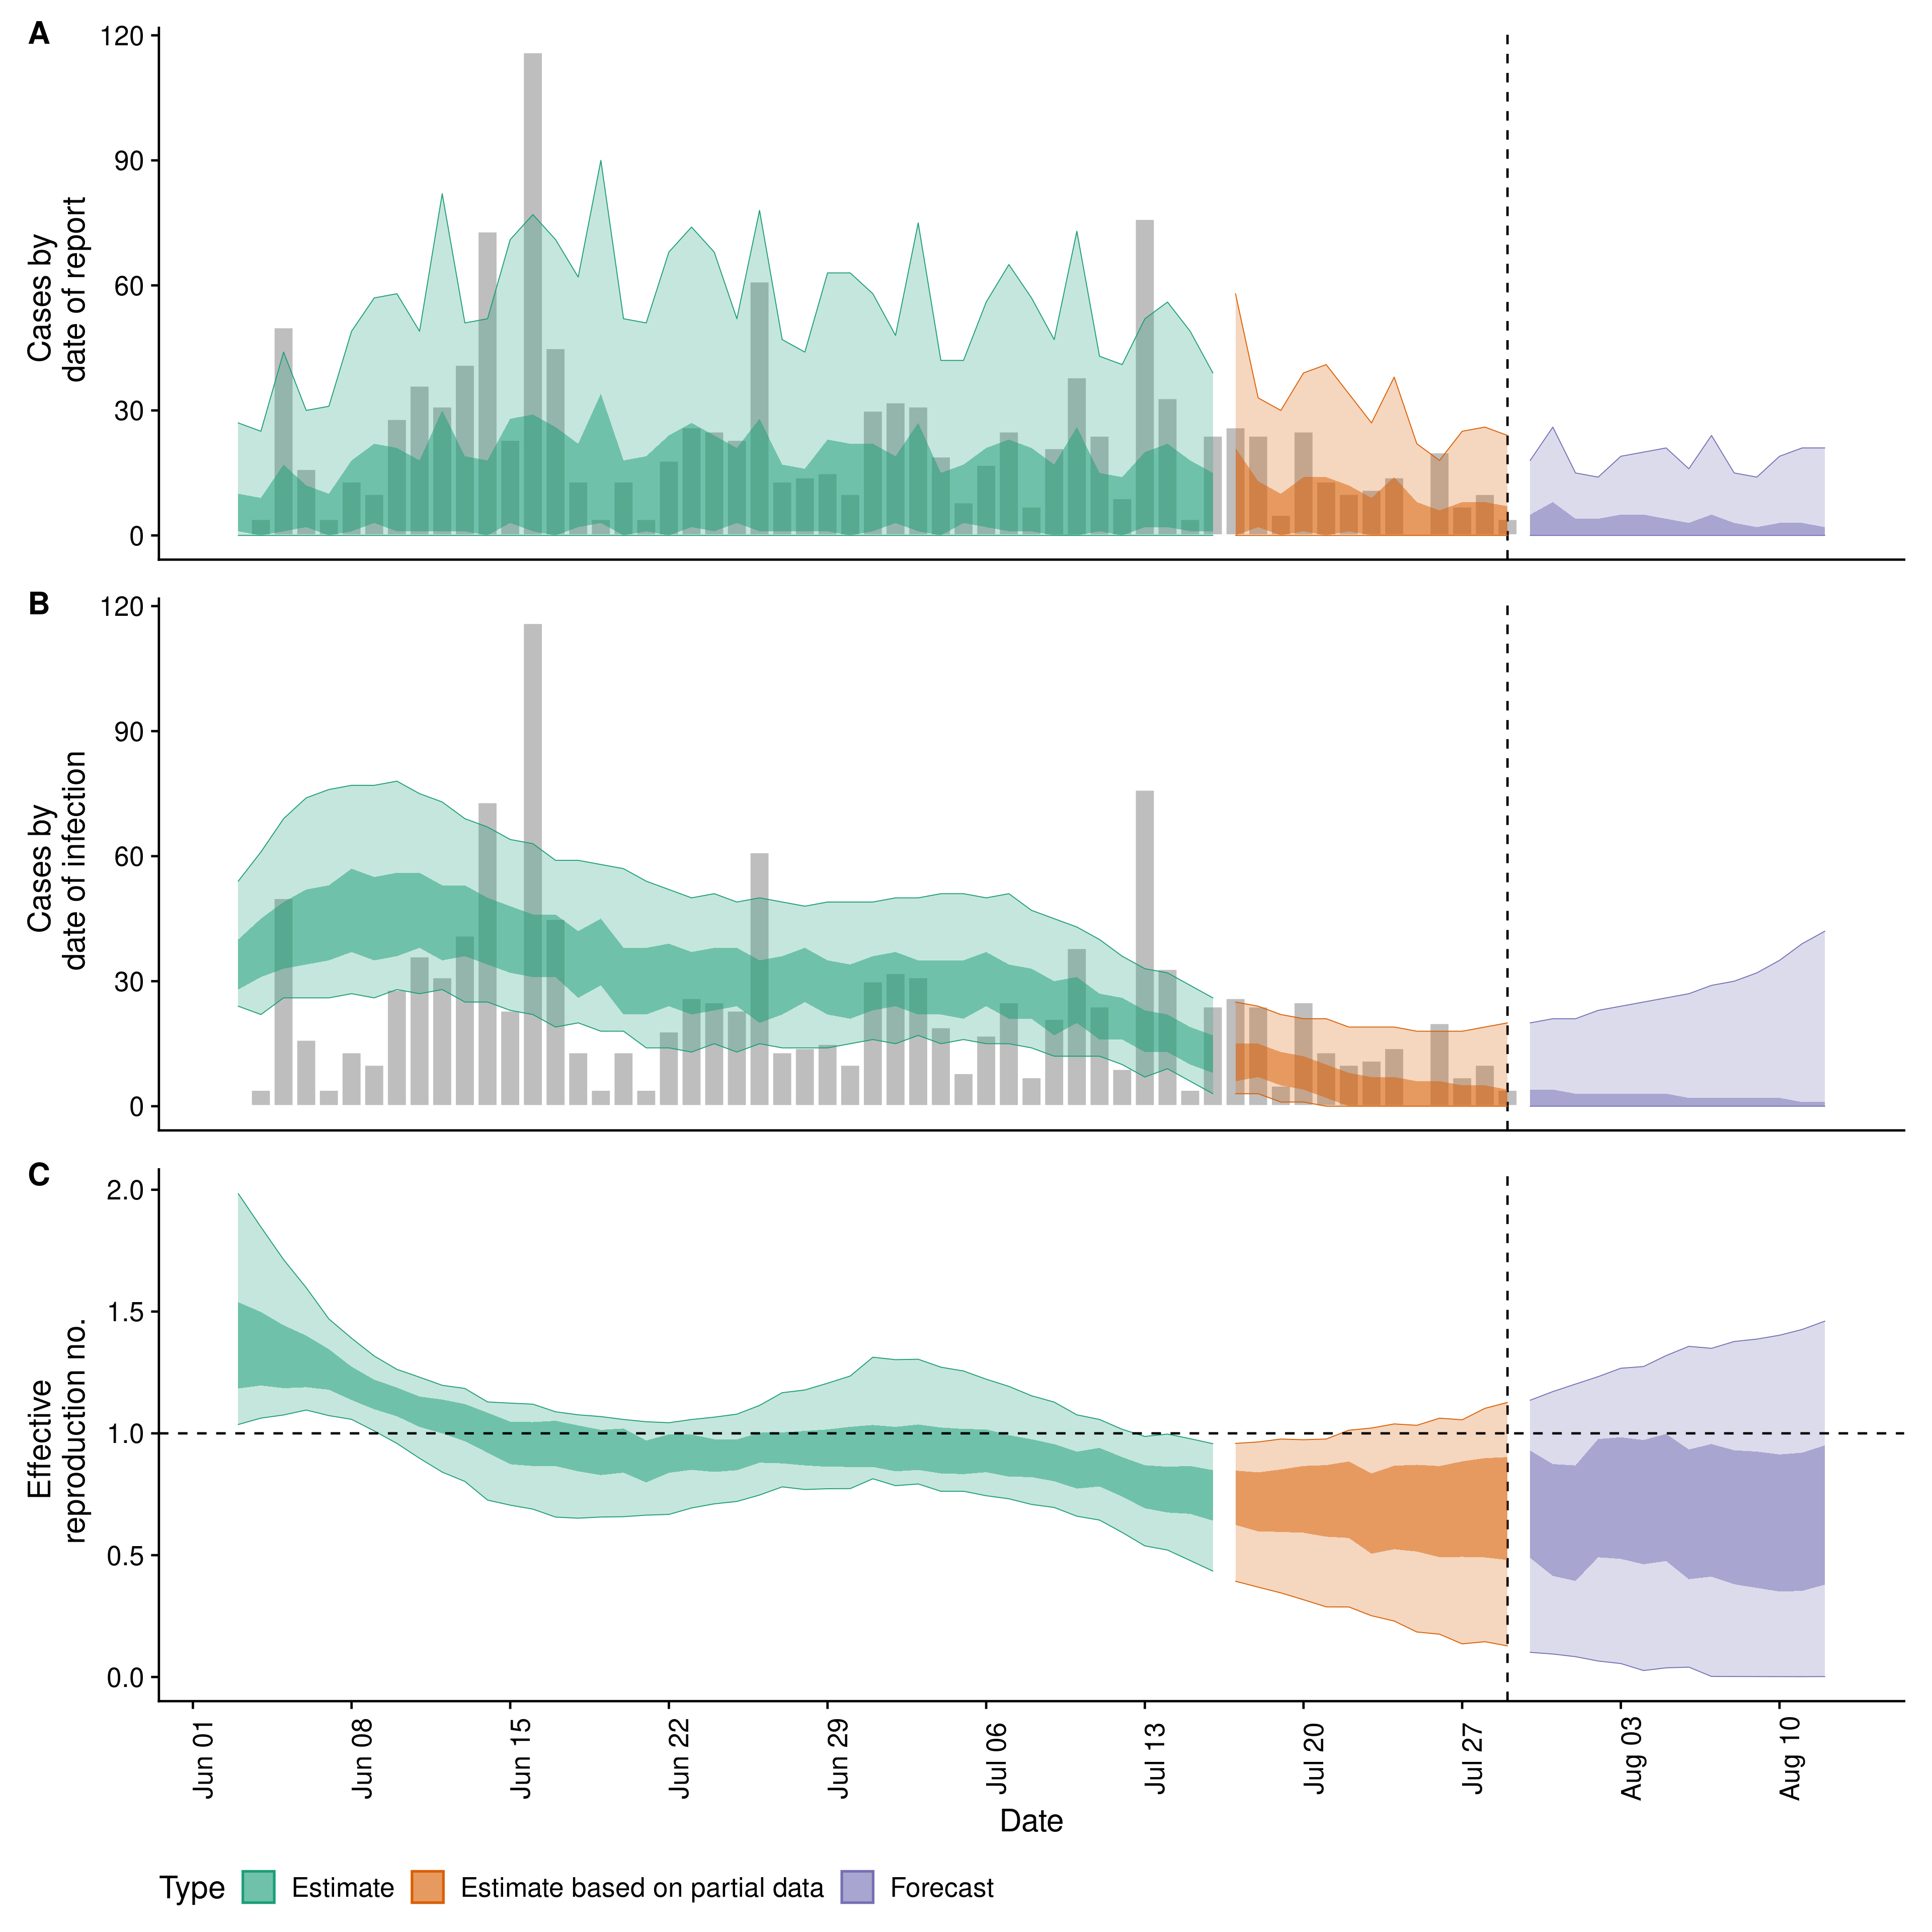 A
120
90
60
30
0
Cases by
date of report
B
120
90
60
30
0
Cases by
date of infection
C
2.0
1.5
1.0
0.5
0.0
Effective
reproduction no.
Jun 01
Jun 08
Jun 15
Jun 22
Jun 29
Jul 06
Jul 13
Jul 20
Jul 27
Aug 03
Aug 10
Date
Type Estimate Estimate based on partial data Forecast